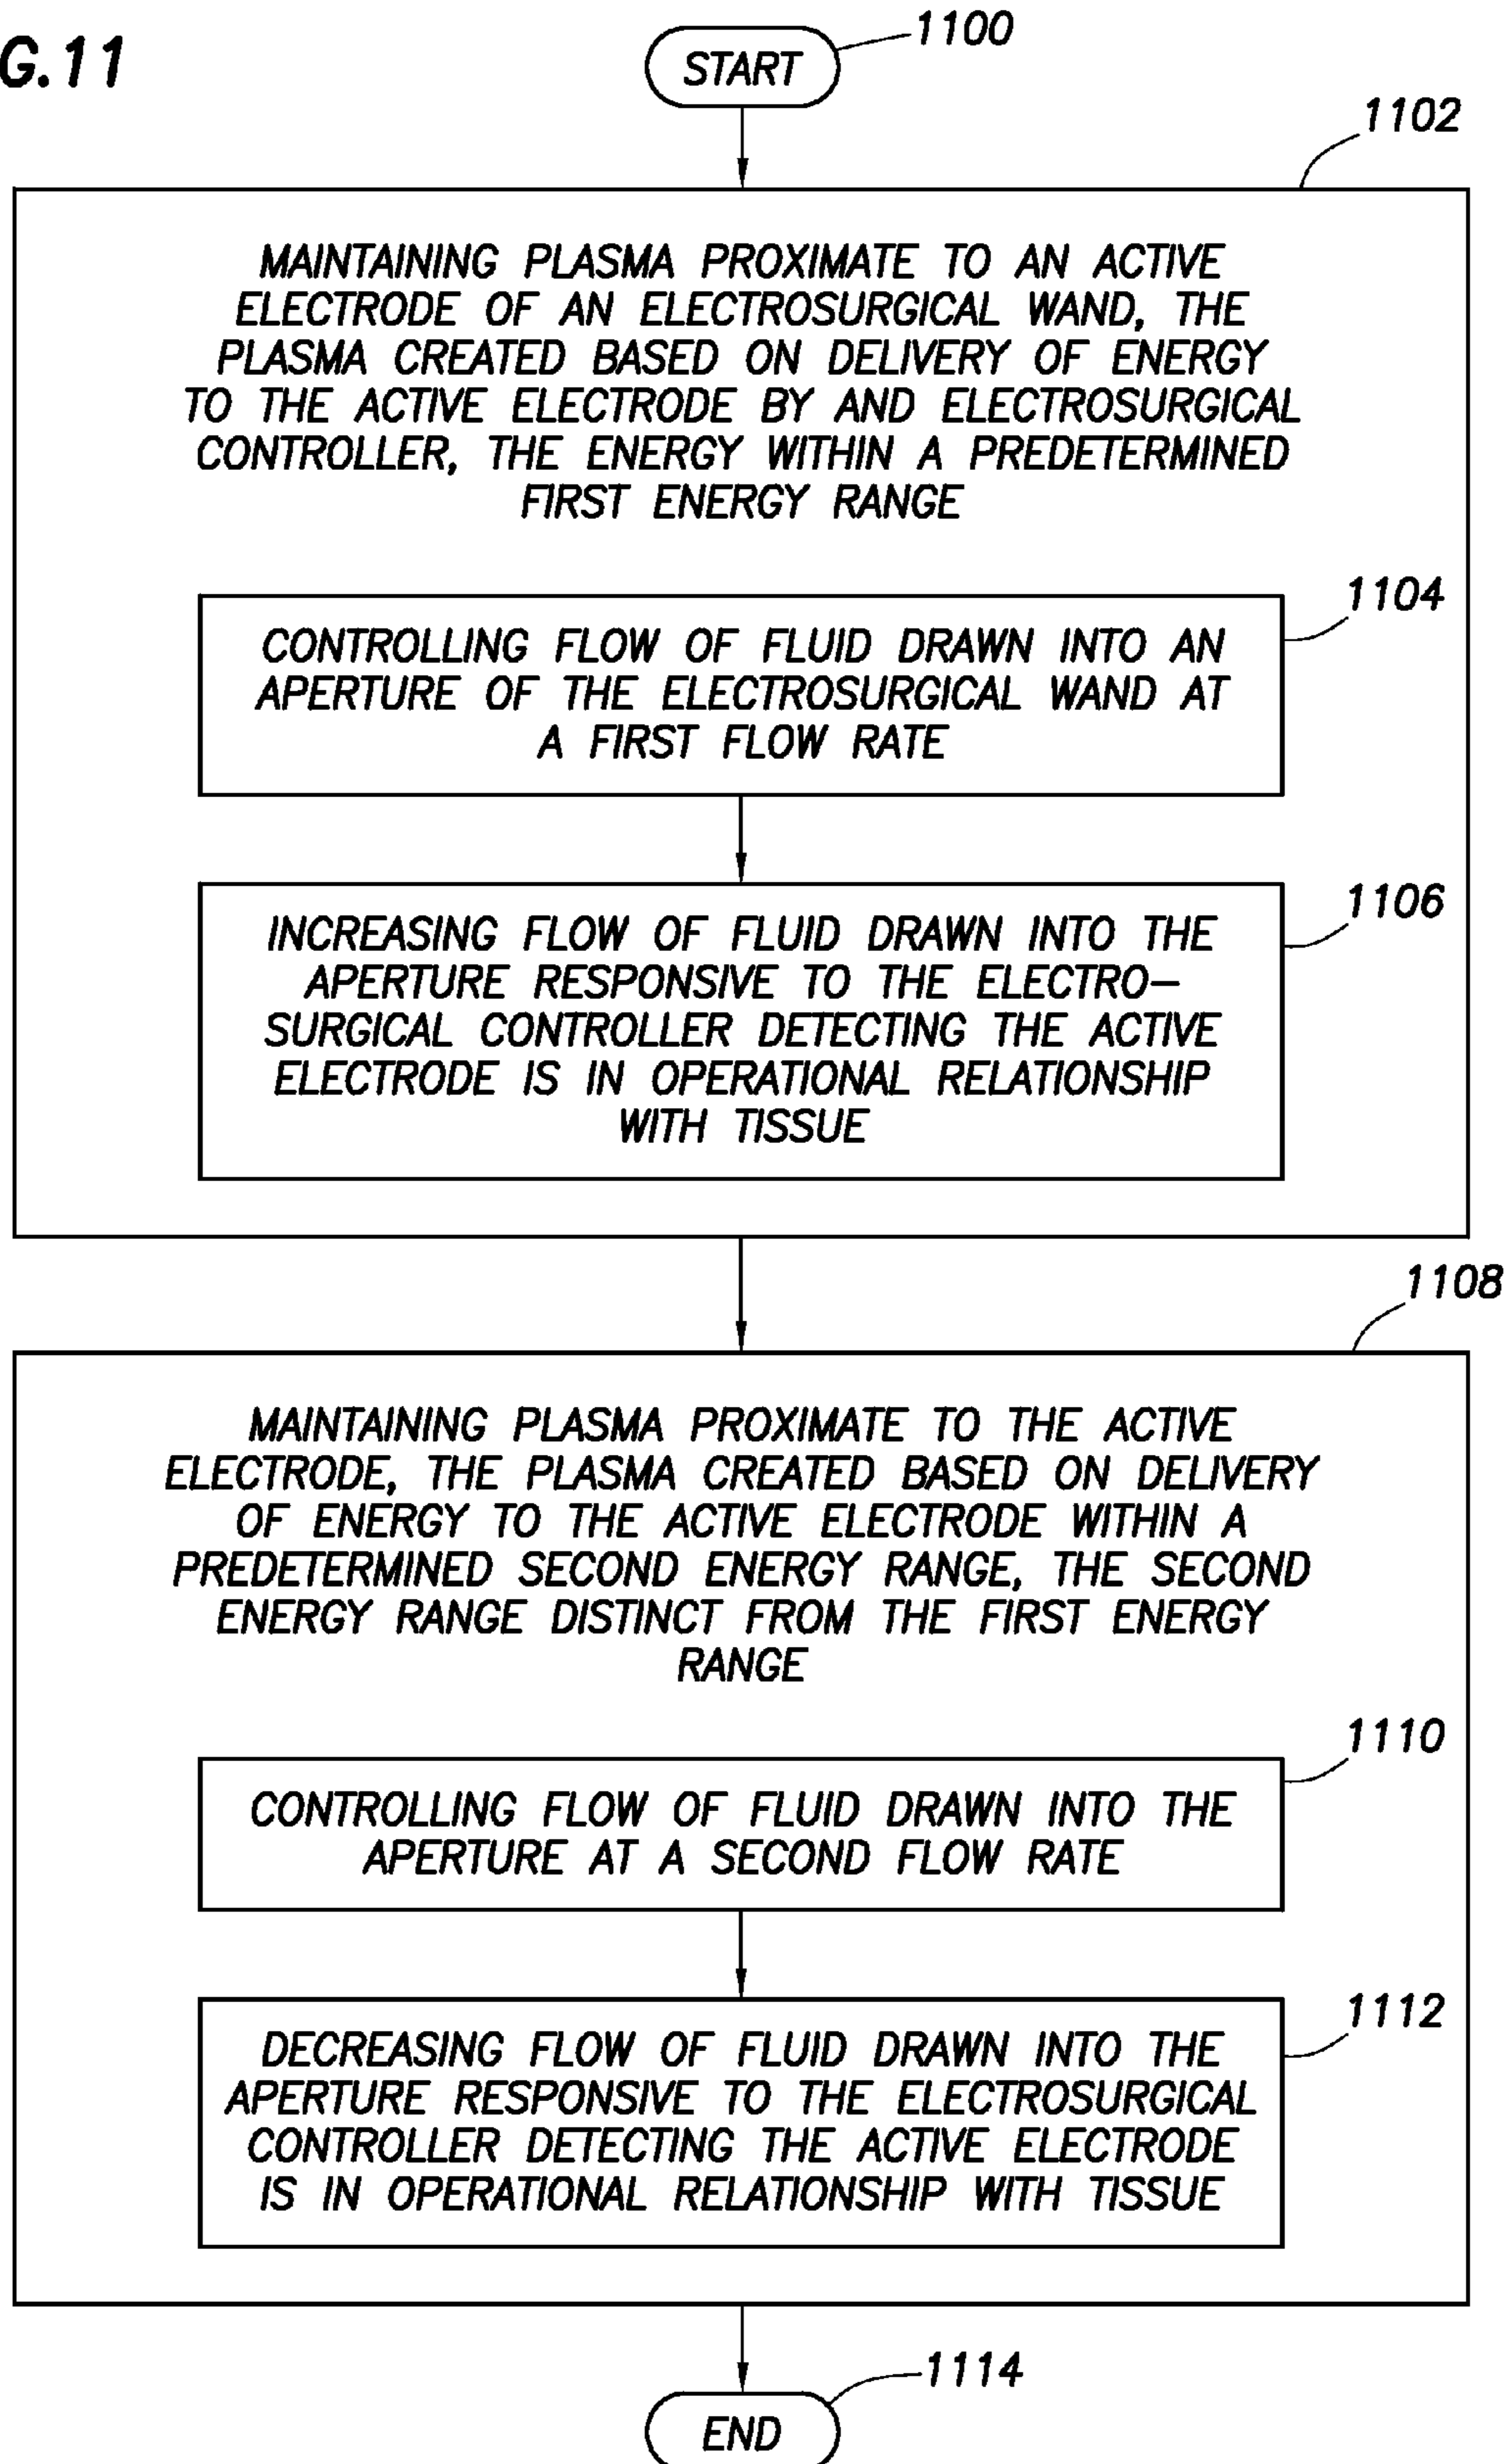 G.11
1100
START
1102
MAINTAINING PLASMA PROXIMATE TO AN ACTIVE
ELECTRODE OF AN ELECTROSURGICAL WAND, THE
PLASMA CREATED BASED ON DELIVERY OF ENERGY
TO THE ACTIVE ELECTRODE BY AND ELECTROSURGICAL
CONTROLLER, THE ENERGY WITHIN A PREDETERMINED
FIRST ENERGY RANGE
1104
CONTROLLING FLOW OF FLUID DRAWN INTO AN
APERTURE OF THE ELECTROSURGICAL WAND AT
A FIRST FLOW RATE
1106
INCREASING FLOW OF FLUID DRAWN INTO THE
APERTURE RESPONSIVE TO THE ELECTRO-
SURGICAL CONTROLLER DETECTING THE ACTIVE
ELECTRODE IS IN OPERATIONAL RELATIONSHIP
WITH TISSUE
1108
MAINTAINING PLASMA PROXIMATE TO THE ACTIVE
ELECTRODE, THE PLASMA CREATED BASED ON DELIVERY
OF ENERGY TO THE ACTIVE ELECTRODE WITHIN A
PREDETERMINED SECOND ENERGY RANGE, THE SECOND
ENERGY RANGE DISTINCT FROM THE FIRST ENERGY
RANGE
1110
CONTROLLING FLOW OF FLUID DRAWN INTO THE
APERTURE AT A SECOND FLOW RATE
1112
DECREASING FLOW OF FLUID DRAWN INTO THE
APERTURE RESPONSIVE TO THE ELECTROSURGICAL
CONTROLLER DETECTING THE ACTIVE ELECTRODE
IS IN OPERATIONAL RELATIONSHIP WITH TISSUE
1114
END